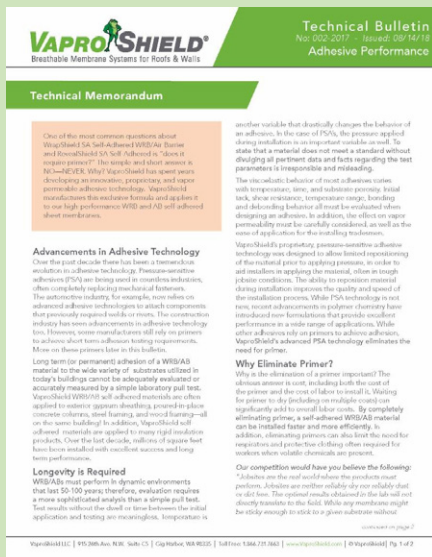 VAPROSHIELD®
Breathable Membrane Systems for Roofs & Walls
Technical Bulletin
No: 002-2017 - Issued: 08/14/18
Adhesive Performance
Technical Memorandum
One of the most common questions about
WrapShield SA Self-Adhered WRB/Air Barrier
and RevealShield SA Self-Adhered is "does it
require primer?" The simple and short answer is
NO—NEVER. Why? VaproShield has spent years
developing an innovative, proprietary, and vapor
permeable adhesive technology. VaproShield
manufactures this exclusive formula and applies it
to our high performance WRB and AB self-adhered
sheet membranes.
Advancements in Adhesive Technology
Over the past decade there has been a tremendous
evolution in adhesive technology. Pressure-sensitive
adhesives (PSAs) are being used in countless industries,
often completely replacing mechanical fasteners.
The automotive industry, for example, now relies on
advanced adhesive technologies to attach components
that previously required welds or rivets. The construction
industry has seen advancements in adhesive technology
too. However, some manufacturers still rely on primers
to achieve short term adhesion testing requirements.
More on these primers later in this bulletin.
Long term (or permanent) adhesion of a WRB/AB
material to the wide variety of substrates utilized in
today's buildings cannot be adequately evaluated or
accurately measured by a simple laboratory pull test.
VaproShield WRB/AB self-adhered materials are often
applied to exterior gypsum sheathing, poured-in-place
concrete columns, steel framing, and wood framing—all
on the same building! In addition, VaproShield self-
adhered materials are applied to many rigid insulation
products. Over the last decade, millions of square feet
have been installed with excellent success and long
term performance.
Longevity is Required
WRB/ABs must perform in dynamic environments
that last 50-100 years; therefore, evaluation requires
a more sophisticated analysis than a simple pull test.
Test results without the dwell or time between the initial
application and testing are meaningless. Temperature is
another variable that drastically changes the behavior of
an adhesive. In the case of PSA's, the pressure applied
during installation is an important variable as well. To
state that a material does not meet a standard without
divulging all pertinent data and facts regarding the test
parameters is irresponsible and misleading.
The viscoelastic behavior of most adhesives varies
with temperature, time, and substrate porosity. Initial
tack, shear resistance, temperature range, bonding
and debonding behavior all must be evaluated when
designing an adhesive. In addition, the effect on vapor
permeability must be carefully considered, as well as the
ease of application for the installing tradesmen.
VaproShield's proprietary, pressure-sensitive adhesive
technology was designed to allow limited repositioning
of the material prior to applying pressure, in order to
aid installers in applying the material, often in tough
jobsite conditions. The ability to reposition material
during installation improves the quality and speed of
the installation process. While PSA technology is not
new, recent advancements in polymer chemistry have
introduced new formulations that provide excellent
performance in a wide range of applications. While
other adhesives rely on primers to achieve adhesion,
VaproShield's advanced PSA technology eliminates the
need for primer.
Why Eliminate Primer?
Why is the elimination of a primer important? The
obvious answer is cost, including both the cost of
the primer and the cost of labor to install it. Waiting
for primer to dry (including on multiple coats) can
significantly add to overall labor costs. By completely
eliminating primer, a self-adhered WRB/AB material
can be installed faster and more efficiently. In
addition, eliminating primers can also limit the need for
respirators and protective clothing often required for
workers when volatile chemicals are present.
Our competition would have you believe the following:
"Jobsites are the real world where the products must
perform. Jobsites are neither reliably dry nor reliably dust
or dirt free. The optimal results obtained in the lab will not
directly translate to the field. While any membrane might
be sticky enough to stick to a given substrate without
continues on page 2
VaproShield LLC | 915 26th Ave. N.W. Suite C5 | Gig Harbor, WA 98335 | Toll Free: 1-866-731-7663 | www.VaproShield.com | © VaproShield | Pg. 1 of 2